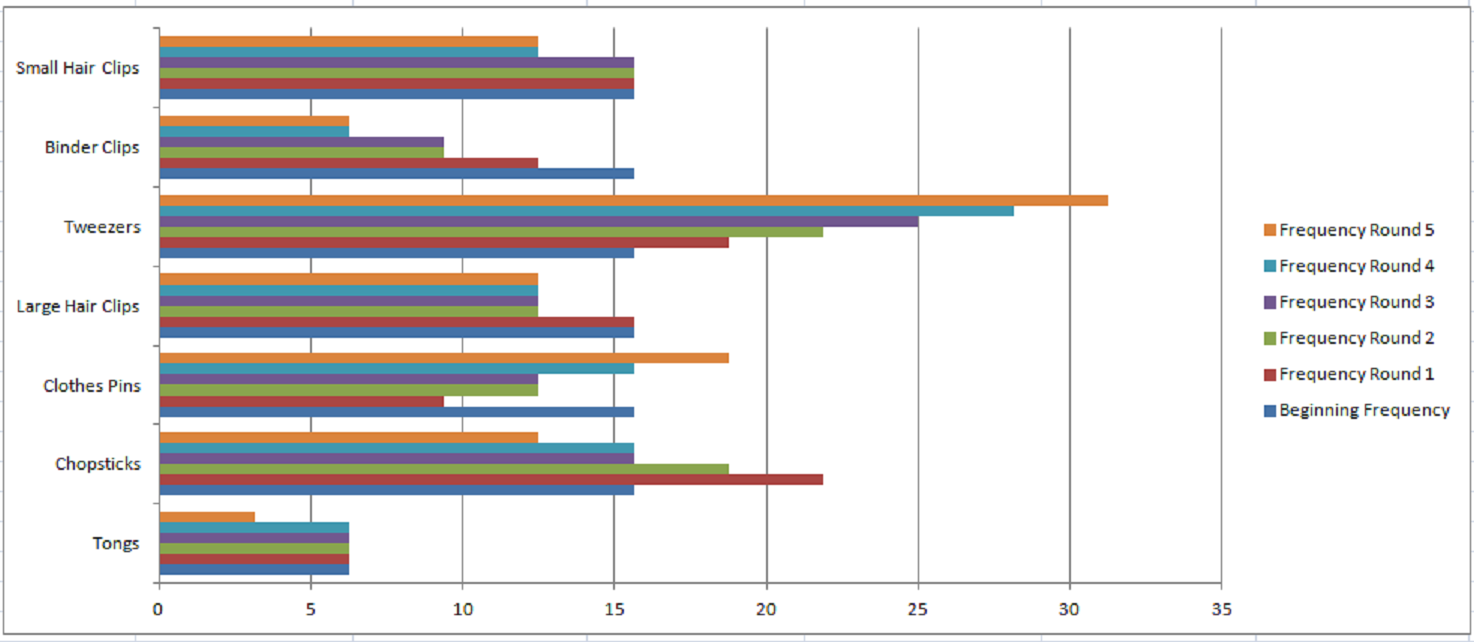 Small Hair Clips
Binder Clips
Tweezers
Large Hair Clips
Clothes Pins
Chopsticks
Tongs
0 5 10 15 20 25 30 35
Frequency Round 5
Frequency Round 4
Frequency Round 3
Frequency Round 2
Frequency Round 1
Beginning Frequency